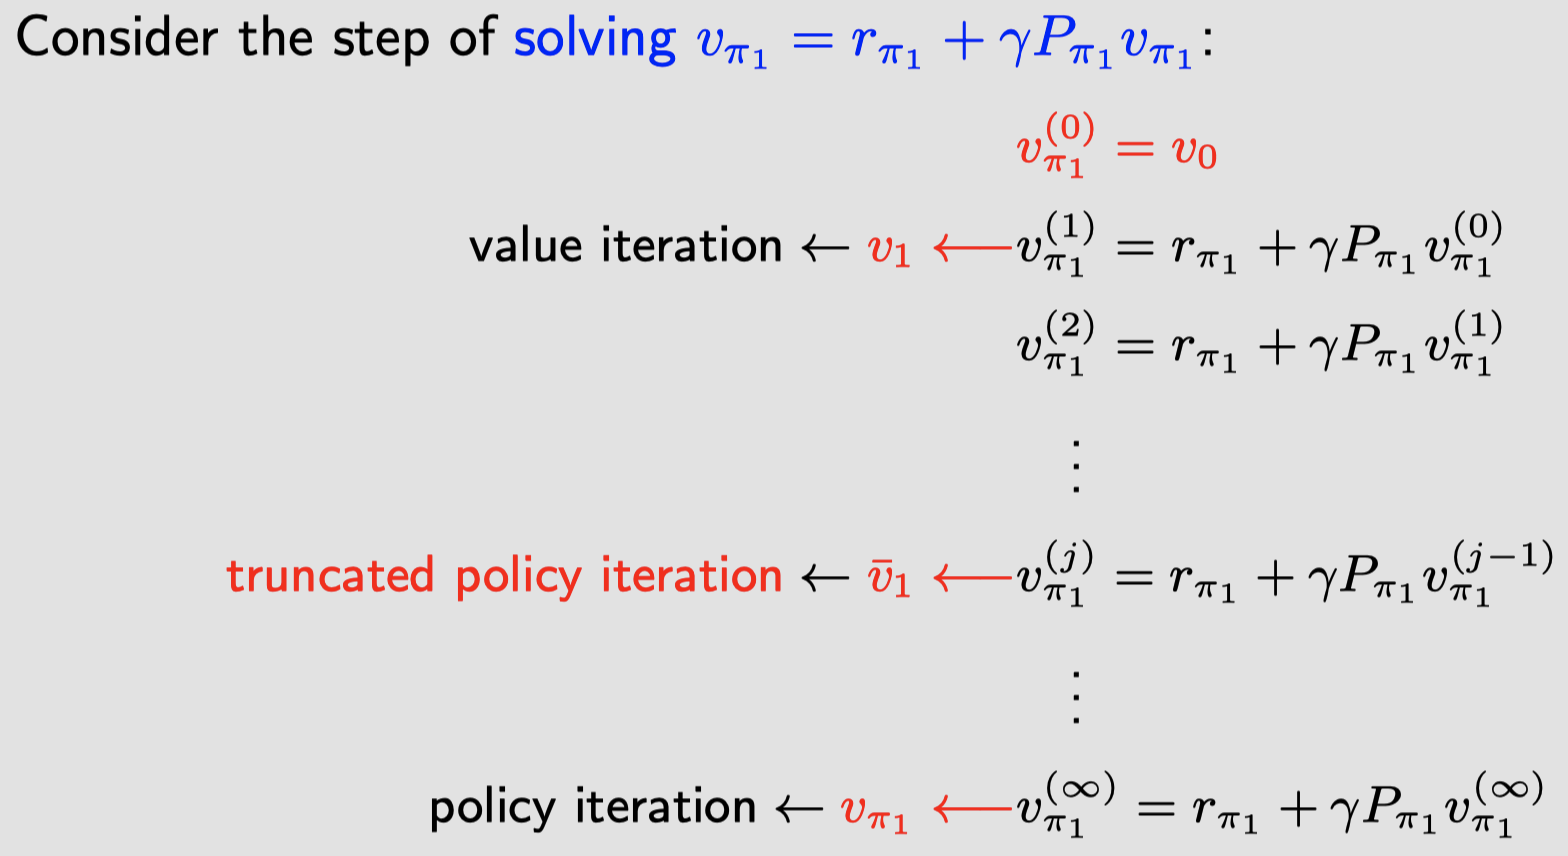 Consider the step of solving $v_{\pi_1} = r_{\pi_1} + \gamma P_{\pi_1} v_{\pi_1}$:
$v_{\pi_1}^{(0)} = v_0$
value iteration $\leftarrow v_1 \longleftarrow v_{\pi_1}^{(1)} = r_{\pi_1} + \gamma P_{\pi_1} v_{\pi_1}^{(0)}$
$v_{\pi_1}^{(2)} = r_{\pi_1} + \gamma P_{\pi_1} v_{\pi_1}^{(1)}$
$\vdots$
truncated policy iteration $\leftarrow \bar{v}_1 \longleftarrow v_{\pi_1}^{(j)} = r_{\pi_1} + \gamma P_{\pi_1} v_{\pi_1}^{(j-1)}$
$\vdots$
policy iteration $\leftarrow v_{\pi_1} \longleftarrow v_{\pi_1}^{(\infty)} = r_{\pi_1} + \gamma P_{\pi_1} v_{\pi_1}^{(\infty)}$